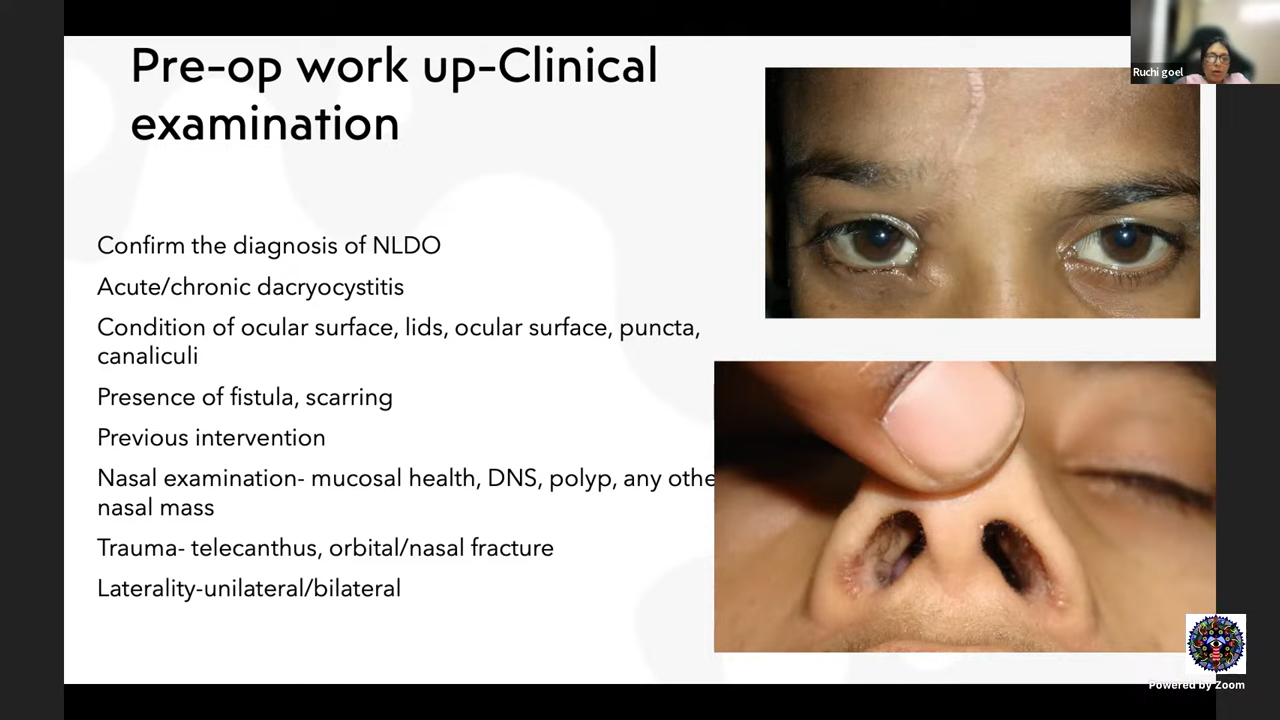 Pre-op work up-Clinical
examination
Ruchi goel
Confirm the diagnosis of NLDO
Acute/chronic dacryocystitis
Condition of ocular surface, lids, ocular surface, puncta,
canaliculi
Presence of fistula, scarring
Previous intervention
Nasal examination- mucosal health, DNS, polyp, any othe
nasal mass
Trauma- telecanthus, orbital/nasal fracture
Laterality-unilateral/bilateral
Powered by Zoom